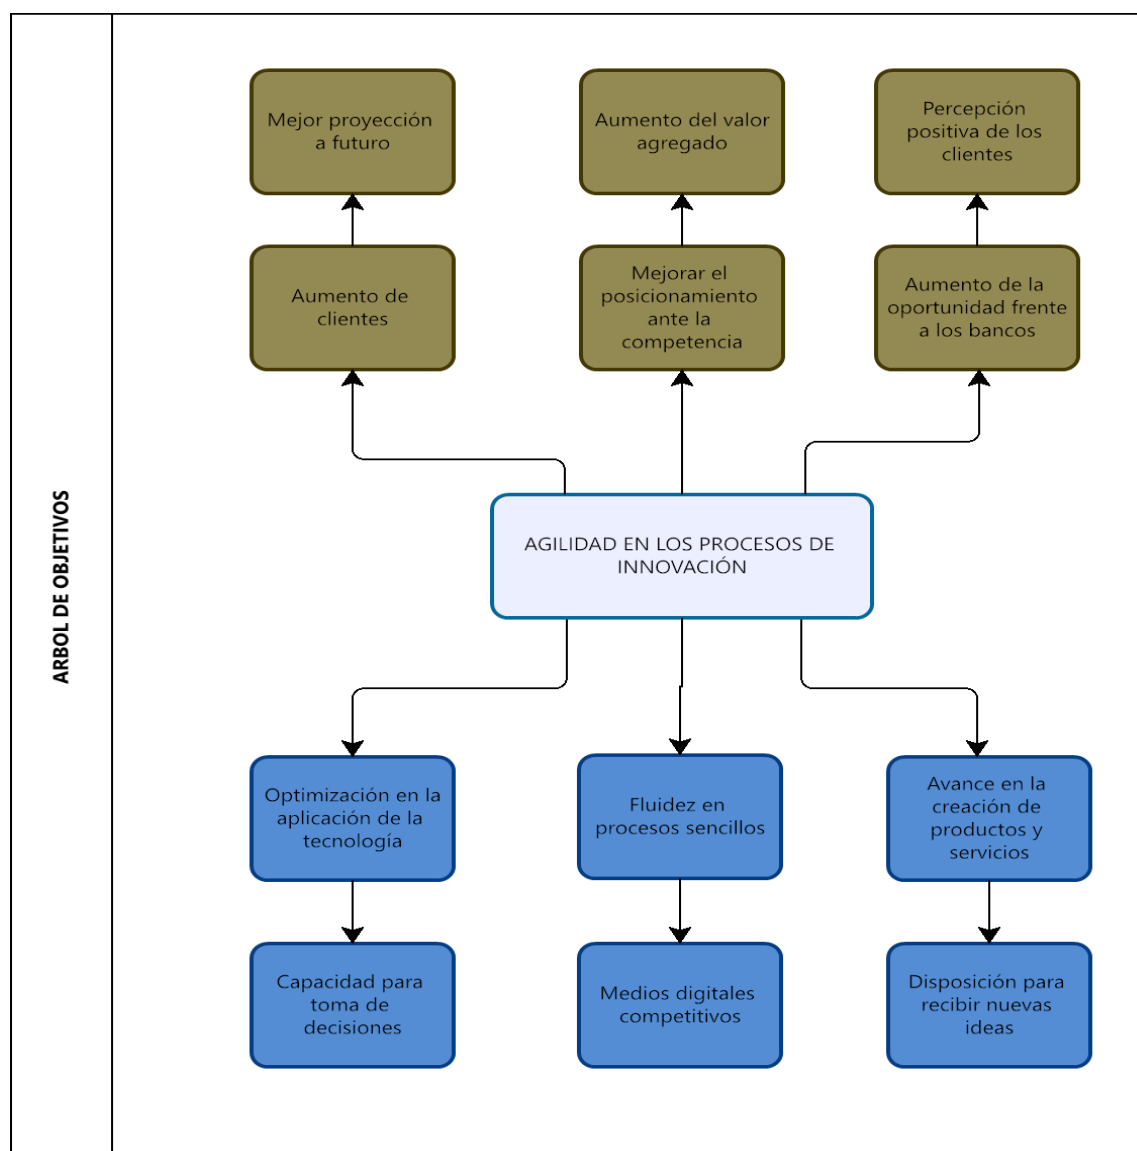 ARBOL DE OBJETIVOS
Mejor proyección
a futuro
Aumento del valor
agregado
Percepción
positiva de los
clientes
Aumento de
clientes
Mejorar el
posicionamiento
ante la
competencia
Aumento de la
oportunidad frente
a los bancos
AGILIDAD EN LOS PROCESOS DE
INNOVACIÓN
Optimización en la
aplicación de la
tecnología
Fluidez en
procesos sencillos
Avance en la
creación de
productos y
servicios
Capacidad para
toma de
decisiones
Medios digitales
competitivos
Disposición para
recibir nuevas
ideas